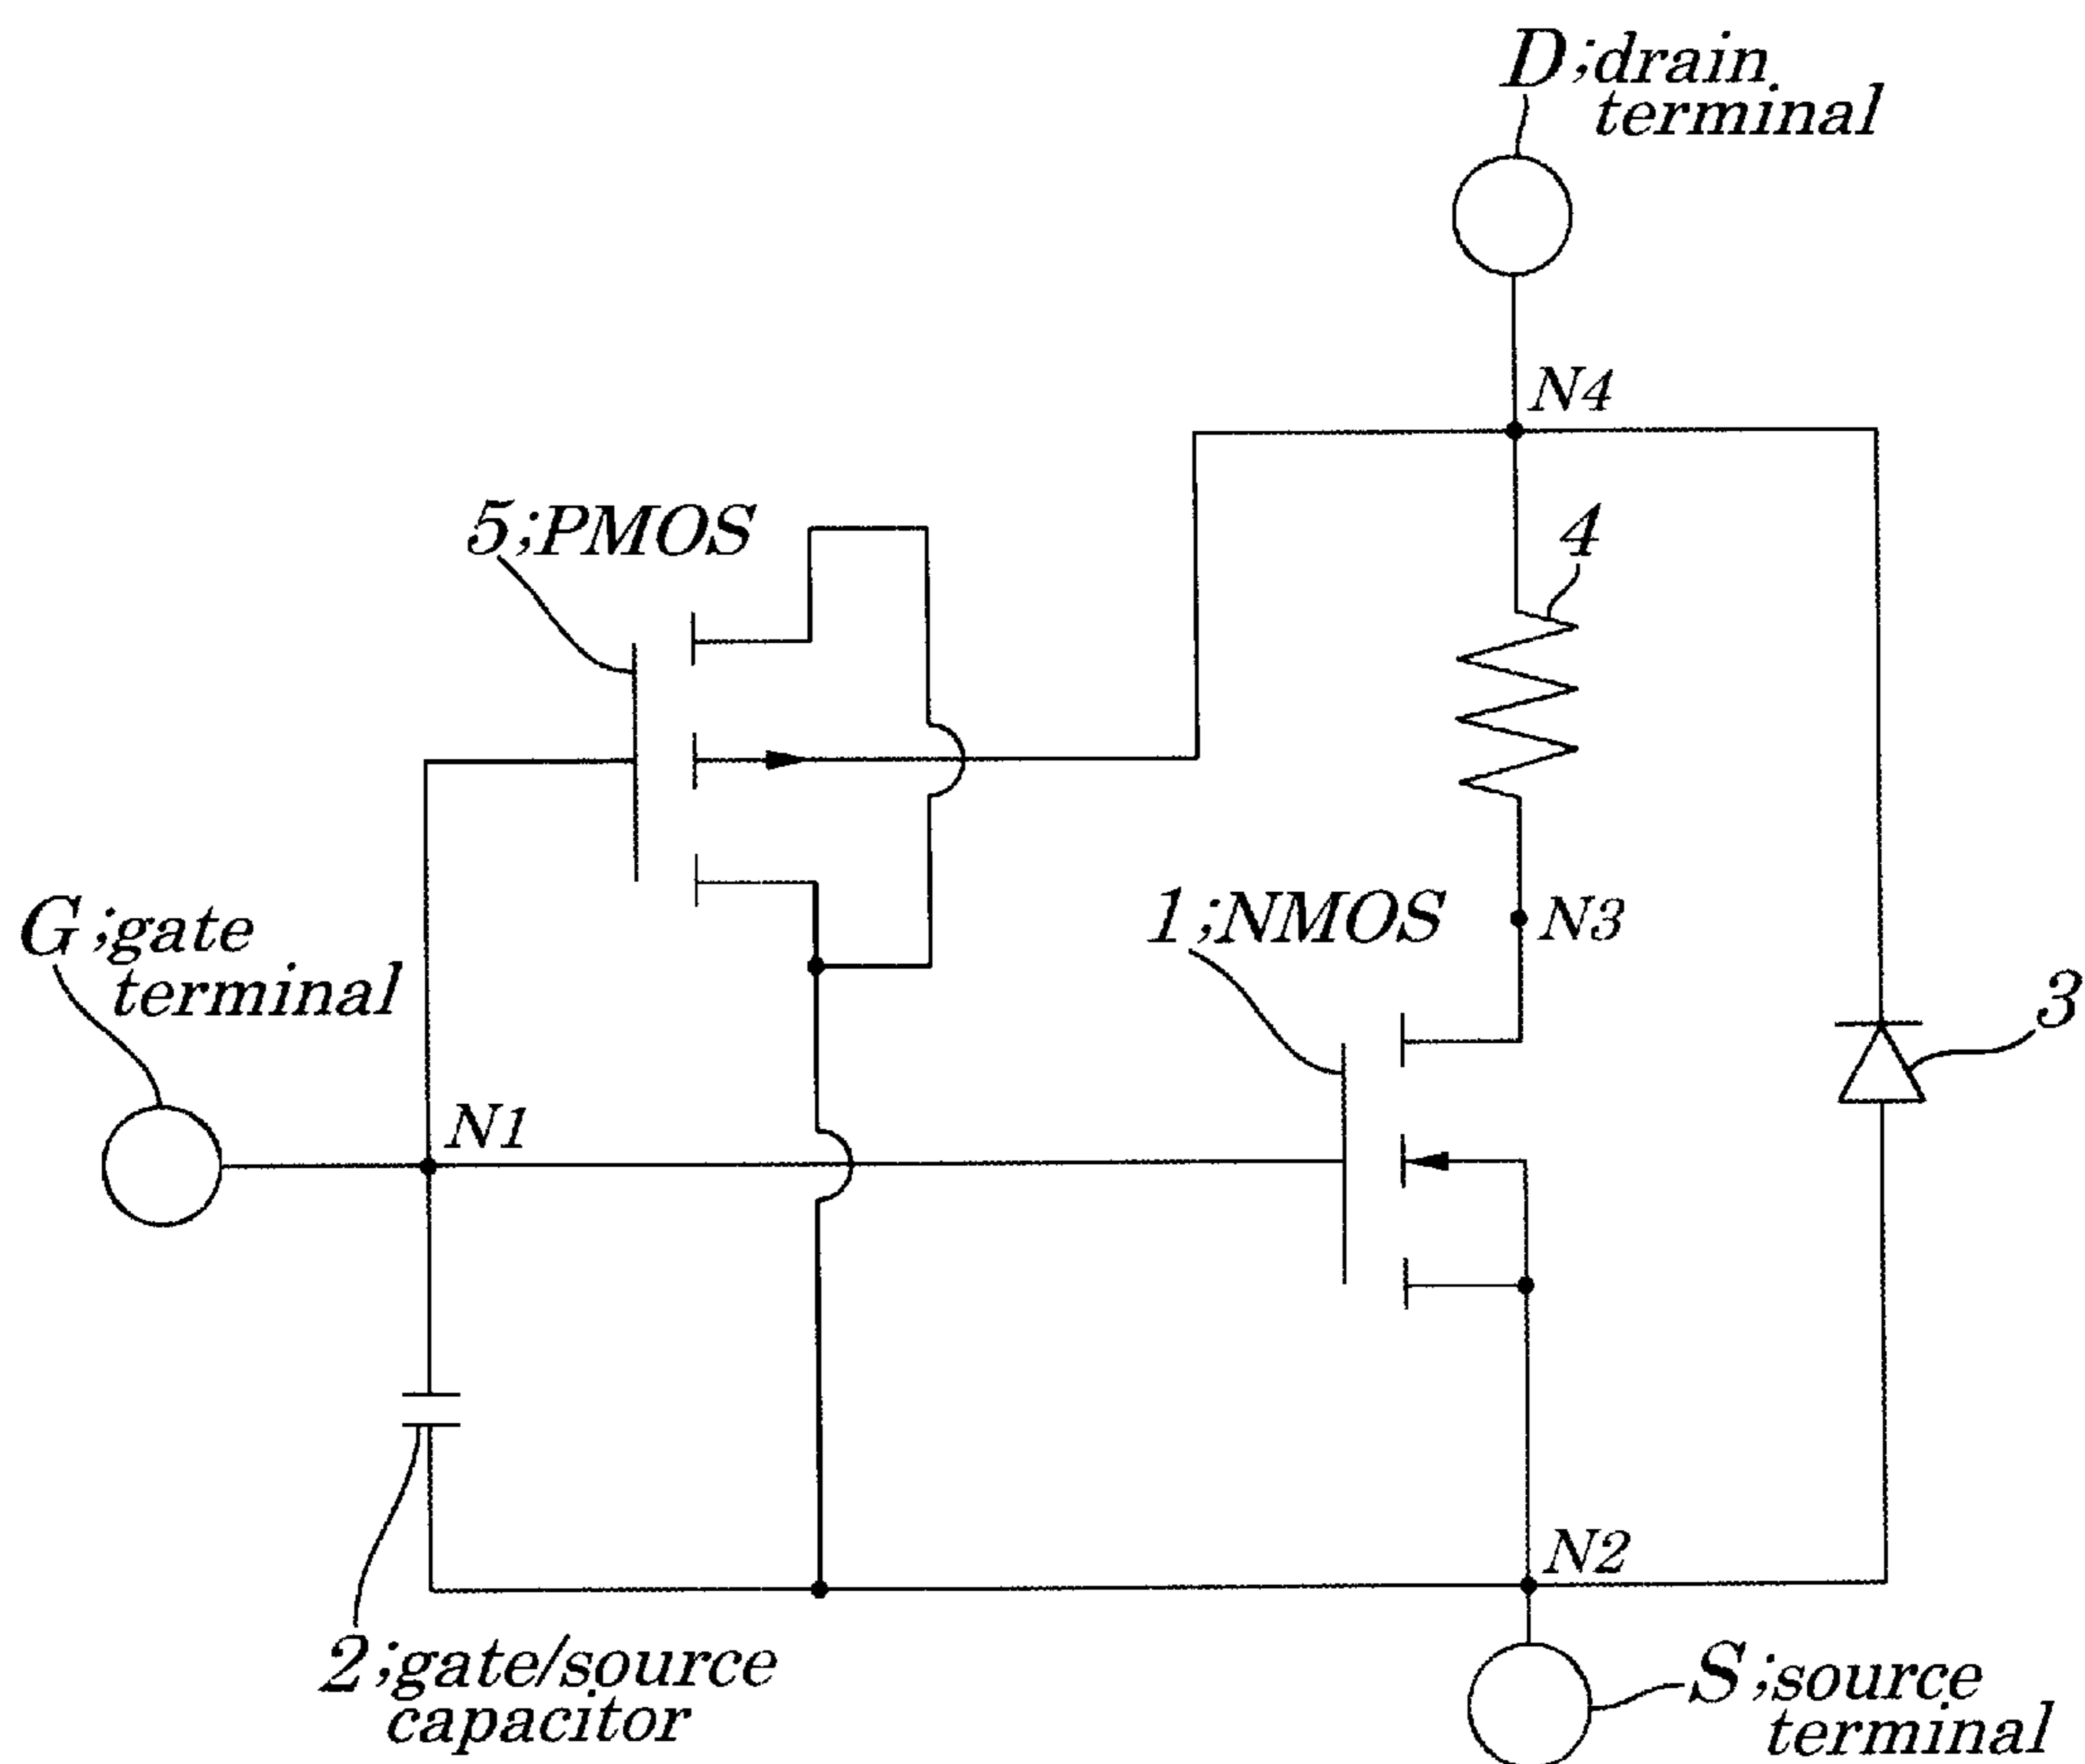 D;drain
terminal
N4
5;PMOS
4
1;NMOS
N3
G;gate
terminal
3
N1
N2
2;gate/source
capacitor
S;source
terminal